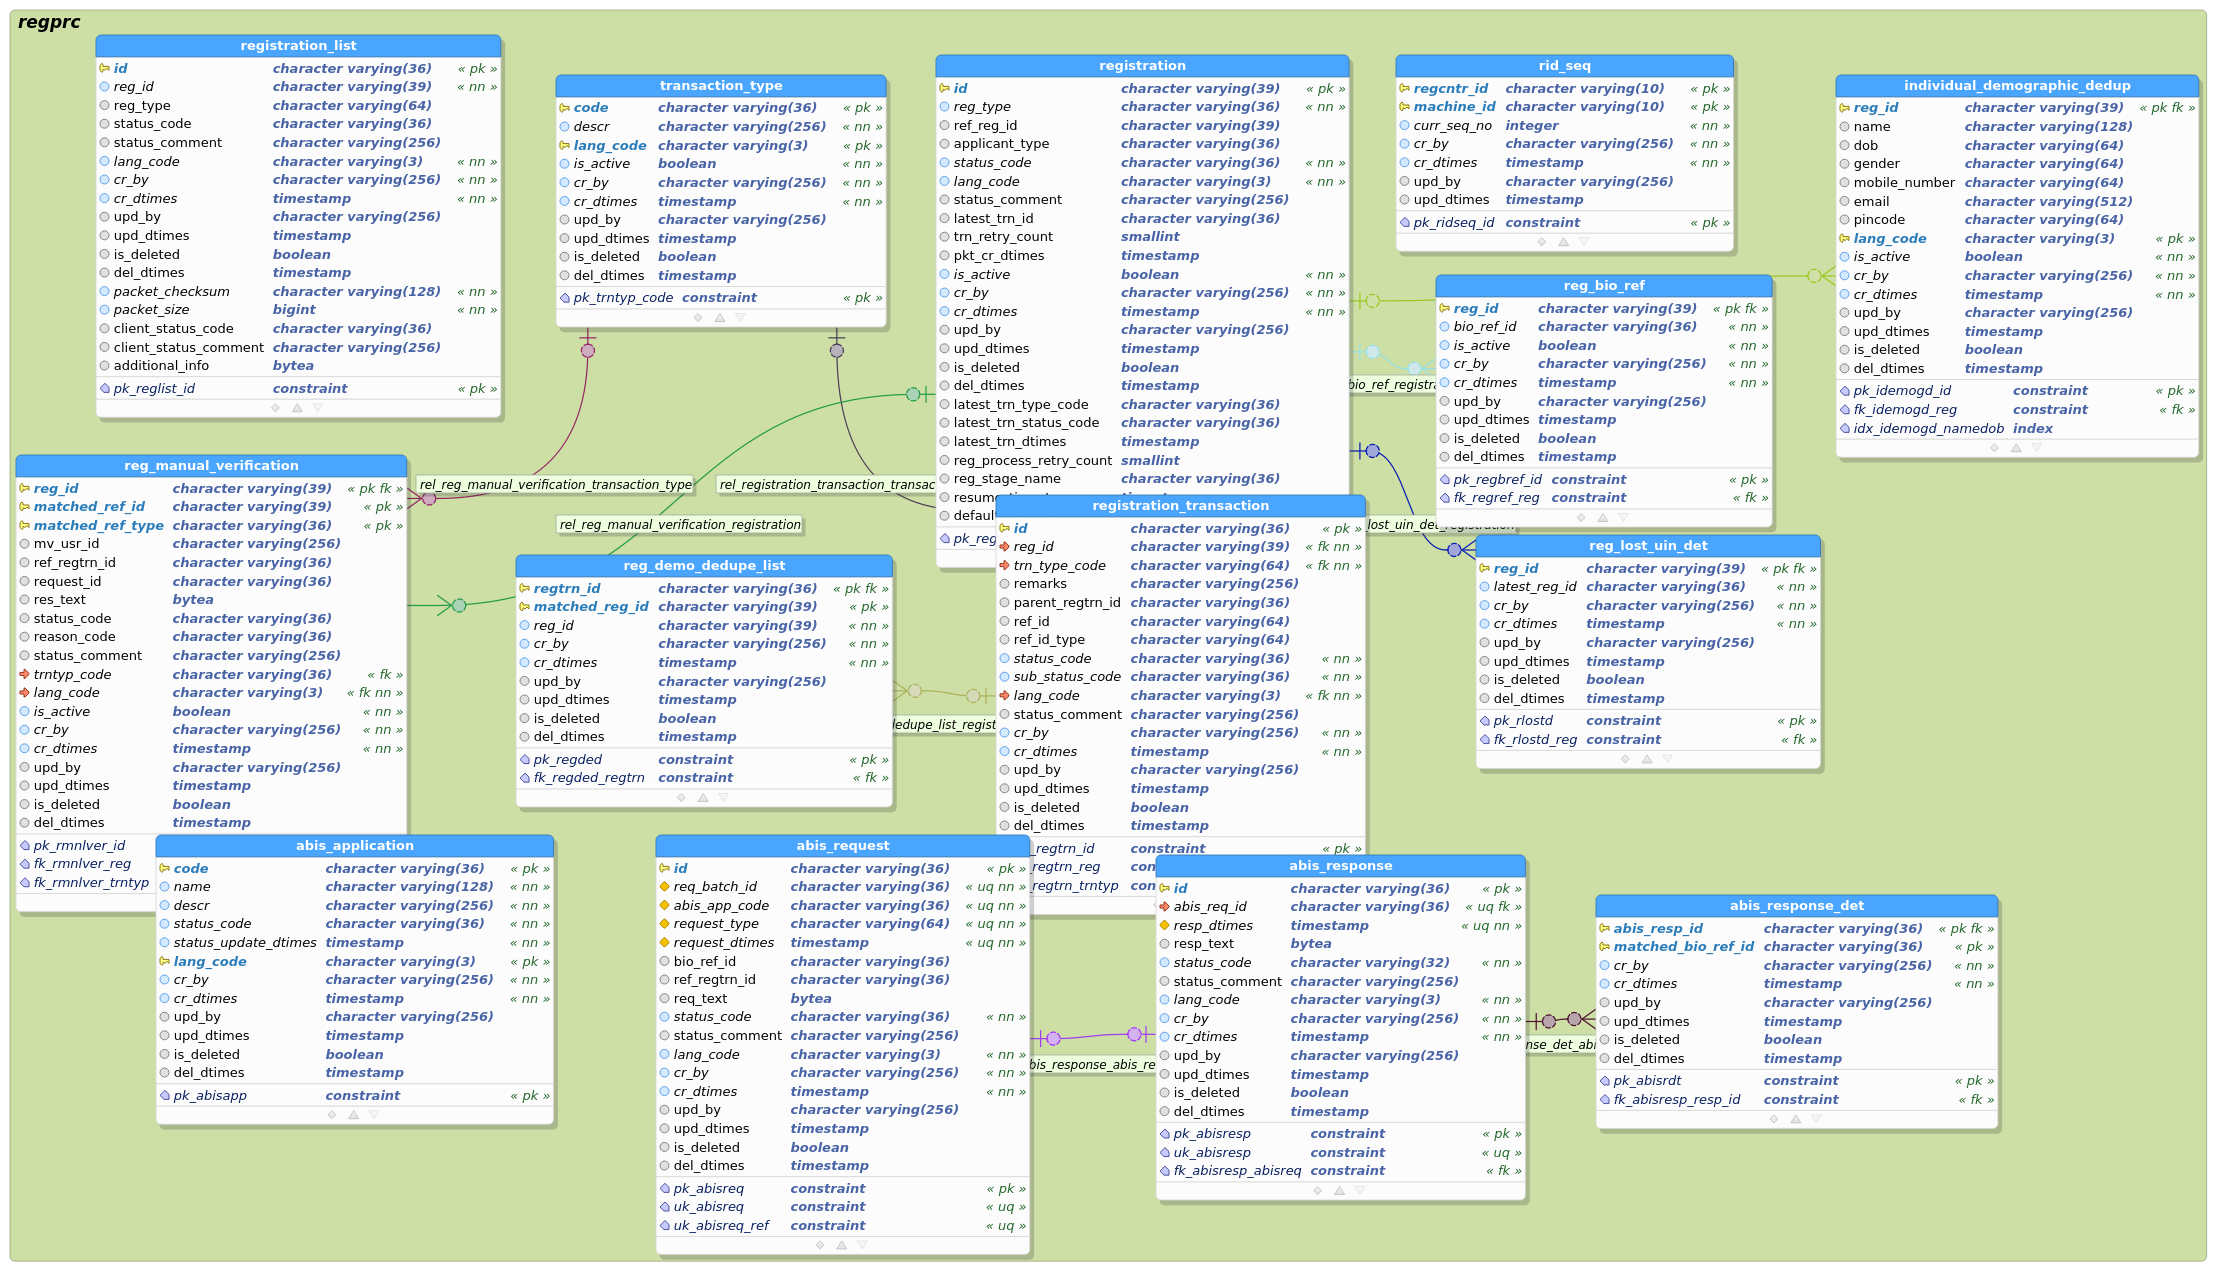 regprc
registration_list
id character varying(36) « pk »
reg_id character varying(39) « nn »
reg_type character varying(64)
status_code character varying(36)
status_comment character varying(256)
lang_code character varying(3) « nn »
cr_by character varying(256) « nn »
cr_dtimes timestamp « nn »
upd_by character varying(256)
upd_dtimes timestamp
is_deleted boolean
del_dtimes timestamp
packet_checksum character varying(128) « nn »
packet_size bigint « nn »
client_status_code character varying(36)
client_status_comment character varying(256)
additional_info bytea
pk_reglist_id constraint « pk »
transaction_type
code character varying(36) « pk »
descr character varying(256) « nn »
lang_code character varying(3) « pk »
is_active boolean « nn »
cr_by character varying(256) « nn »
cr_dtimes timestamp « nn »
upd_by character varying(256)
upd_dtimes timestamp
is_deleted boolean
del_dtimes timestamp
pk_trntyp_code constraint « pk »
registration
id character varying(39) « pk »
reg_type character varying(36) « nn »
ref_reg_id character varying(39)
applicant_type character varying(36)
status_code character varying(36) « nn »
lang_code character varying(3) « nn »
status_comment character varying(256)
latest_trn_id character varying(36)
trn_retry_count smallint
pkt_cr_dtimes timestamp
is_active boolean « nn »
cr_by character varying(256) « nn »
cr_dtimes timestamp « nn »
upd_by character varying(256)
upd_dtimes timestamp
is_deleted boolean
del_dtimes timestamp
latest_trn_type_code character varying(36)
latest_trn_status_code character varying(36)
latest_trn_dtimes timestamp
reg_process_retry_count smallint
reg_stage_name character varying(36)
defaul
pk_reg
rid_seq
regcntr_id character varying(10) « pk »
machine_id character varying(10) « pk »
curr_seq_no integer « nn »
cr_by character varying(256) « nn »
cr_dtimes timestamp « nn »
upd_by character varying(256)
upd_dtimes timestamp
pk_ridseq_id constraint « pk »
individual_demographic_dedup
reg_id character varying(39) « pk fk »
name character varying(128)
dob character varying(64)
gender character varying(64)
mobile_number character varying(64)
email character varying(512)
pincode character varying(64)
lang_code character varying(3) « pk »
is_active boolean « nn »
cr_by character varying(256) « nn »
cr_dtimes timestamp « nn »
upd_by character varying(256)
upd_dtimes timestamp
is_deleted boolean
del_dtimes timestamp
pk_idemogd_id constraint « pk »
fk_idemogd_reg constraint « fk »
idx_idemogd_namedob index
reg_bio_ref
reg_id character varying(39) « pk fk »
bio_ref_id character varying(36) « nn »
is_active boolean « nn »
cr_by character varying(256) « nn »
cr_dtimes timestamp « nn »
upd_by character varying(256)
upd_dtimes timestamp
is_deleted boolean
del_dtimes timestamp
pk_regbref_id constraint « pk »
fk_regref_reg constraint « fk »
bio_ref_registra
rel_reg_manual_verification_transaction_type
rel_registration_transaction_transac
rel_reg_manual_verification_registration
lost_uin_det_registration
reg_manual_verification
reg_id character varying(39) « pk fk »
matched_ref_id character varying(39) « pk »
matched_ref_type character varying(36) « pk »
mv_usr_id character varying(256)
ref_regtrn_id character varying(36)
request_id character varying(36)
res_text bytea
status_code character varying(36)
reason_code character varying(36)
status_comment character varying(256)
trntyp_code character varying(36) « fk »
lang_code character varying(3) « fk nn »
is_active boolean « nn »
cr_by character varying(256) « nn »
cr_dtimes timestamp « nn »
upd_by character varying(256)
upd_dtimes timestamp
is_deleted boolean
del_dtimes timestamp
pk_rmnlver_id
fk_rmnlver_reg
fk_rmnlver_trntyp
reg_demo_dedupe_list
regtrn_id character varying(36) « pk fk »
matched_reg_id character varying(39) « pk »
reg_id character varying(39) « nn »
cr_by character varying(256) « nn »
cr_dtimes timestamp « nn »
upd_by character varying(256)
upd_dtimes timestamp
is_deleted boolean
del_dtimes timestamp
pk_regded constraint « pk »
fk_regded_regtrn constraint « fk »
dedupe_list_regist
registration_transaction
id character varying(36) « pk »
reg_id character varying(39) « fk nn »
trn_type_code character varying(64) « fk nn »
remarks character varying(256)
parent_regtrn_id character varying(36)
ref_id character varying(64)
ref_id_type character varying(64)
status_code character varying(36) « nn »
sub_status_code character varying(36) « nn »
lang_code character varying(3) « fk nn »
status_comment character varying(256)
cr_by character varying(256) « nn »
cr_dtimes timestamp « nn »
upd_by character varying(256)
upd_dtimes timestamp
is_deleted boolean
del_dtimes timestamp
_regtrn_id constraint « pk »
_regtrn_reg con
_regtrn_trntyp con
reg_lost_uin_det
reg_id character varying(39) « pk fk »
latest_reg_id character varying(36) « nn »
cr_by character varying(256) « nn »
cr_dtimes timestamp « nn »
upd_by character varying(256)
upd_dtimes timestamp
is_deleted boolean
del_dtimes timestamp
pk_rlostd constraint « pk »
fk_rlostd_reg constraint « fk »
abis_application
code character varying(36) « pk »
name character varying(128) « nn »
descr character varying(256) « nn »
status_code character varying(36) « nn »
status_update_dtimes timestamp « nn »
lang_code character varying(3) « pk »
cr_by character varying(256) « nn »
cr_dtimes timestamp « nn »
upd_by character varying(256)
upd_dtimes timestamp
is_deleted boolean
del_dtimes timestamp
pk_abisapp constraint « pk »
abis_request
id character varying(36) « pk »
req_batch_id character varying(36) « uq nn »
abis_app_code character varying(36) « uq nn »
request_type character varying(64) « uq nn »
request_dtimes timestamp « uq nn »
bio_ref_id character varying(36)
ref_regtrn_id character varying(36)
req_text bytea
status_code character varying(36) « nn »
status_comment character varying(256)
lang_code character varying(3) « nn »
cr_by character varying(256) « nn »
cr_dtimes timestamp « nn »
upd_by character varying(256)
upd_dtimes timestamp
is_deleted boolean
del_dtimes timestamp
pk_abisreq constraint « pk »
uk_abisreq constraint « uq »
uk_abisreq_ref constraint « uq »
bis_response_abis_re
abis_response
id character varying(36) « pk »
abis_req_id character varying(36) « uq fk »
resp_dtimes timestamp « uq nn »
resp_text bytea
status_code character varying(32) « nn »
status_comment character varying(256)
lang_code character varying(3) « nn »
cr_by character varying(256) « nn »
cr_dtimes timestamp « nn »
upd_by character varying(256)
upd_dtimes timestamp
is_deleted boolean
del_dtimes timestamp
pk_abisresp constraint « pk »
uk_abisresp constraint « uq »
fk_abisresp_abisreq constraint « fk »
nse_det_abi
abis_response_det
abis_resp_id character varying(36) « pk fk »
matched_bio_ref_id character varying(36) « pk »
cr_by character varying(256) « nn »
cr_dtimes timestamp « nn »
upd_by character varying(256)
upd_dtimes timestamp
is_deleted boolean
del_dtimes timestamp
pk_abisrdt constraint « pk »
fk_abisresp_resp_id constraint « fk »